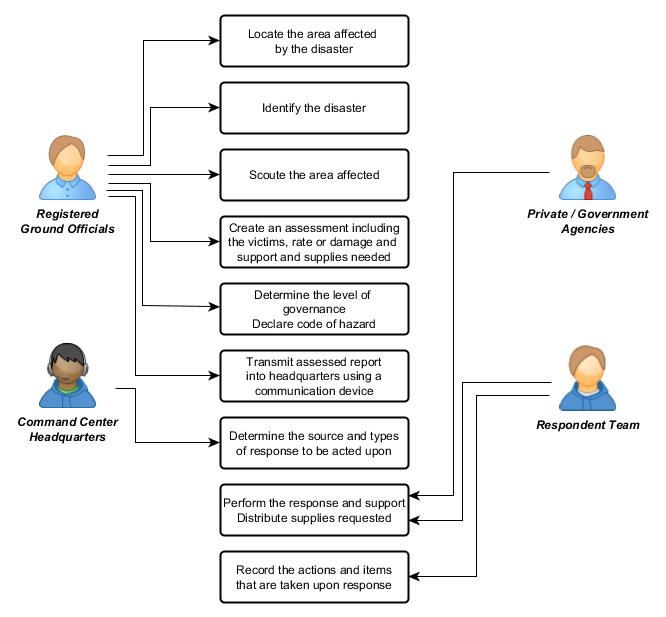 Locate the area affected
by the disaster
Identify the disaster
Scoute the area affected
Registered
Ground Officials
Private / Government
Agencies
Create an assessment including
the victims, rate or damage and
support and supplies needed
Determine the level of
governance
Declare code of hazard
Transmit assessed report
into headquarters using a
communication device
Command Center
Headquarters
Respondent Team
Determine the source and types
of response to be acted upon
Perform the response and support
Distribute supplies requested
Record the actions and items
that are taken upon response